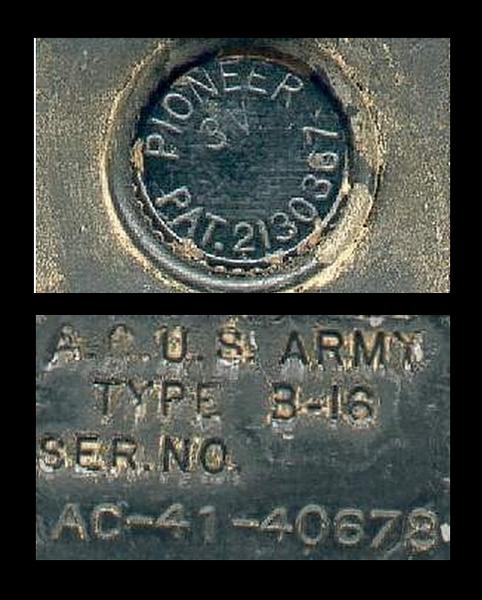 PIONEER
3V
PAT. 2130367
A.C. U.S. ARMY
TYPE B-16
SER. NO.
AC-41-40678